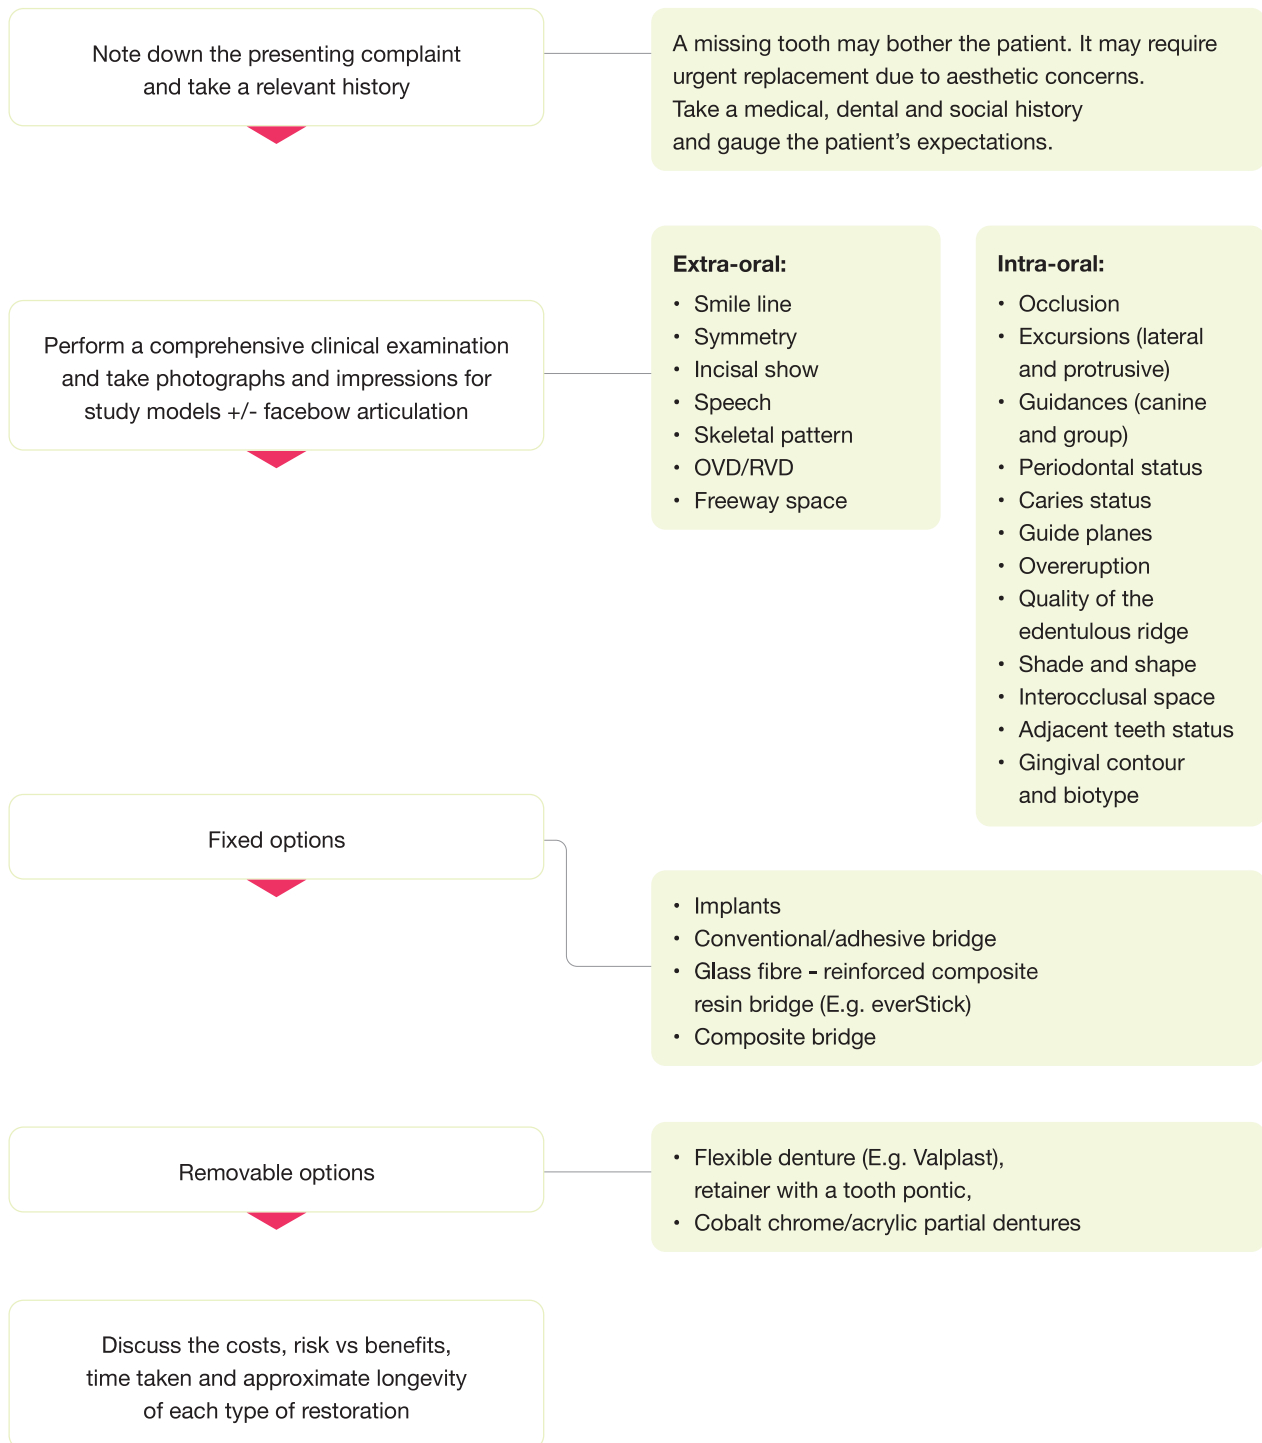 Note down the presenting complaint
and take a relevant history
A missing tooth may bother the patient. It may require
urgent replacement due to aesthetic concerns.
Take a medical, dental and social history
and gauge the patient’s expectations.
Perform a comprehensive clinical examination
and take photographs and impressions for
study models +/- facebow articulation
Extra-oral:
• Smile line
• Symmetry
• Incisal show
• Speech
• Skeletal pattern
• OVD/RVD
• Freeway space
Intra-oral:
• Occlusion
• Excursions (lateral
and protrusive)
• Guidances (canine
and group)
• Periodontal status
• Caries status
• Guide planes
• Overeruption
• Quality of the
edentulous ridge
• Shade and shape
• Interocclusal space
• Adjacent teeth status
• Gingival contour
and biotype
Fixed options
• Implants
• Conventional/adhesive bridge
• Glass fibre - reinforced composite
resin bridge (E.g. everStick)
• Composite bridge
Removable options
• Flexible denture (E.g. Valplast),
retainer with a tooth pontic,
• Cobalt chrome/acrylic partial dentures
Discuss the costs, risk vs benefits,
time taken and approximate longevity
of each type of restoration